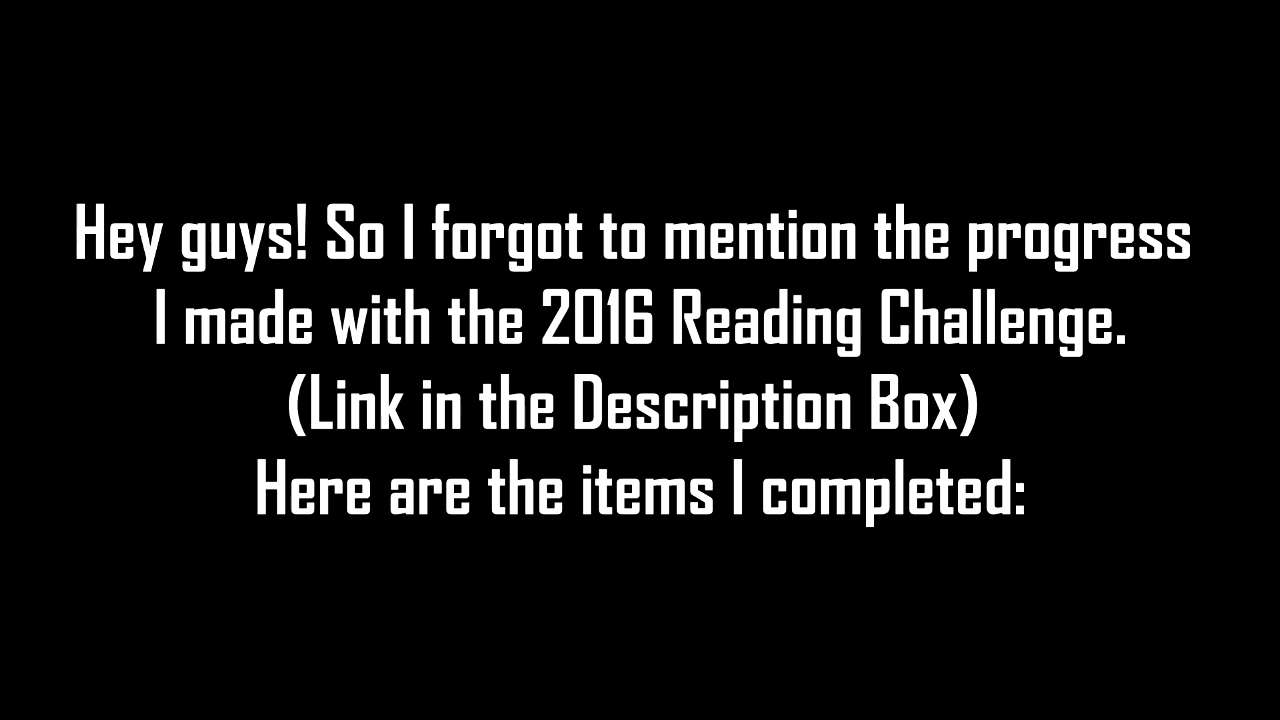 Hey guys! So I forgot to mention the progress
I made with the 2016 Reading Challenge.
(Link in the Description Box)
Here are the items I completed: